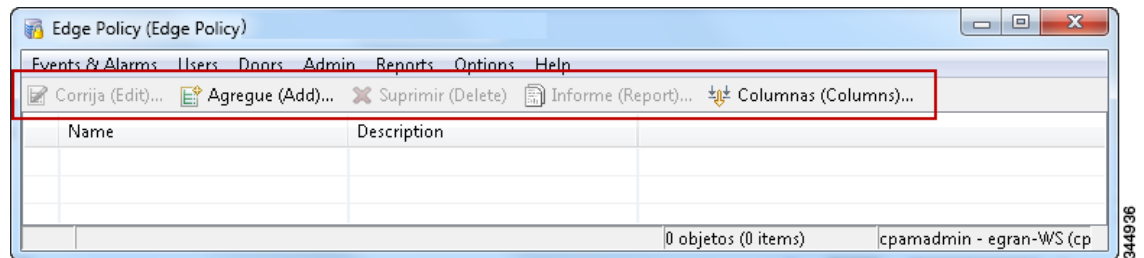 Edge Policy (Edge Policy)
Events & Alarms Users Doors Admin Reports Options Help
Corrija (Edit)... Agregue (Add)... Suprimir (Delete) Informe (Report)... Columnas (Columns)...
Name Description
0 objetos (0 items) cpamadmin - egran-WS (cp
344936